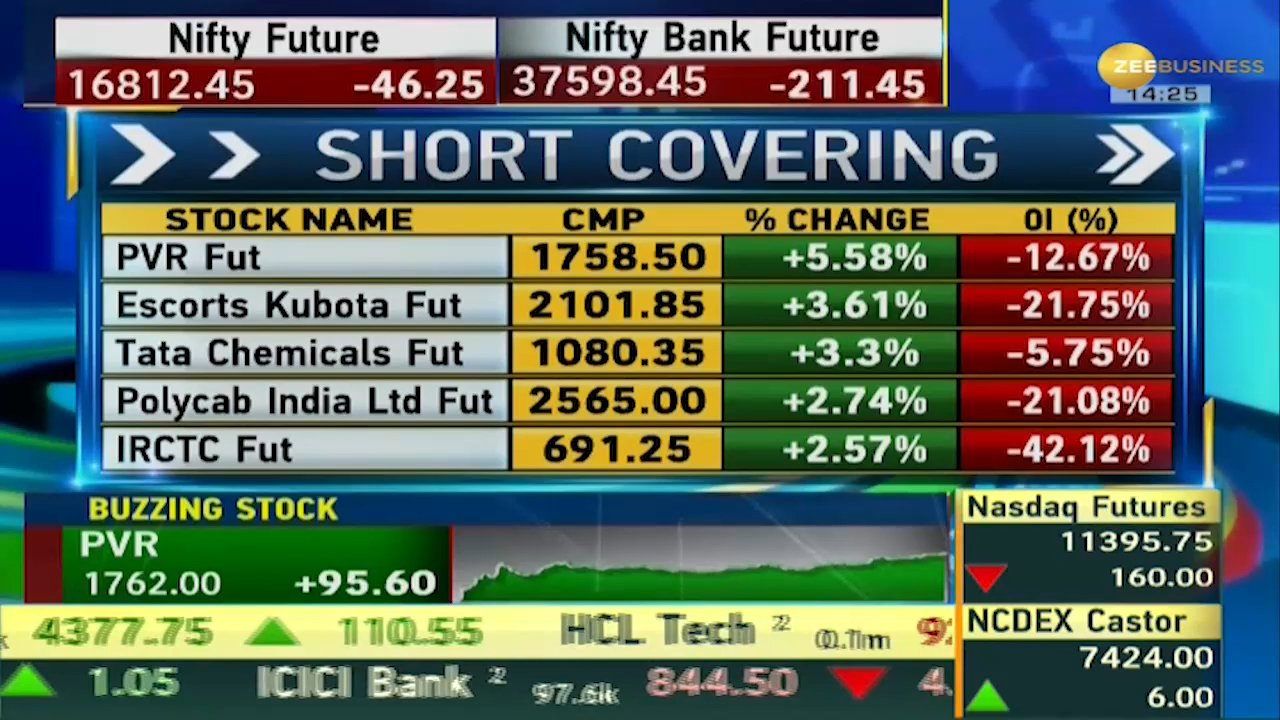 Nifty Future Nifty Bank Future
16812.45 -46.25 37598.45 -211.45
ZEEBUSINESS
14:25
SHORT COVERING
STOCK NAME CMP % CHANGE OI (%)
PVR Fut 1758.50 +5.58% -12.67%
Escorts Kubota Fut 2101.85 +3.61% -21.75%
Tata Chemicals Fut 1080.35 +3.3% -5.75%
Polycab India Ltd Fut 2565.00 +2.74% -21.08%
IRCTC Fut 691.25 +2.57% -42.12%
BUZZING STOCK
PVR
1762.00 +95.60
Nasdaq Futures
11395.75
160.00
NCDEX Castor
7424.00
6.00
4377.75 110.55 HCL Tech
1.05 ICICI Bank 844.50